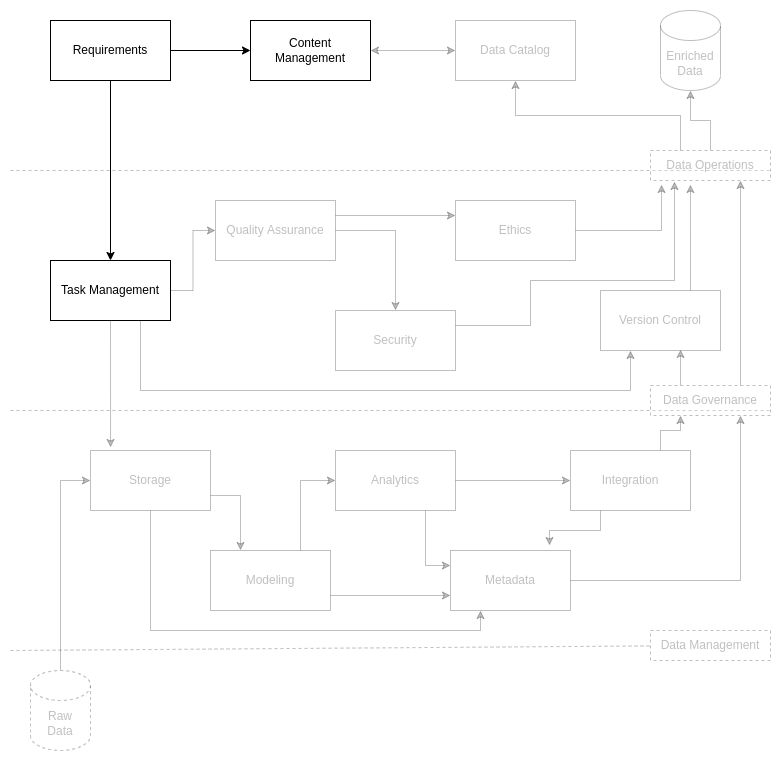 Requirements
Content
Management
Data Catalog
Enriched
Data
Data Operations
Quality Assurance
Ethics
Task Management
Security
Version Control
Data Governance
Storage
Analytics
Integration
Modeling
Metadata
Data Management
Raw
Data